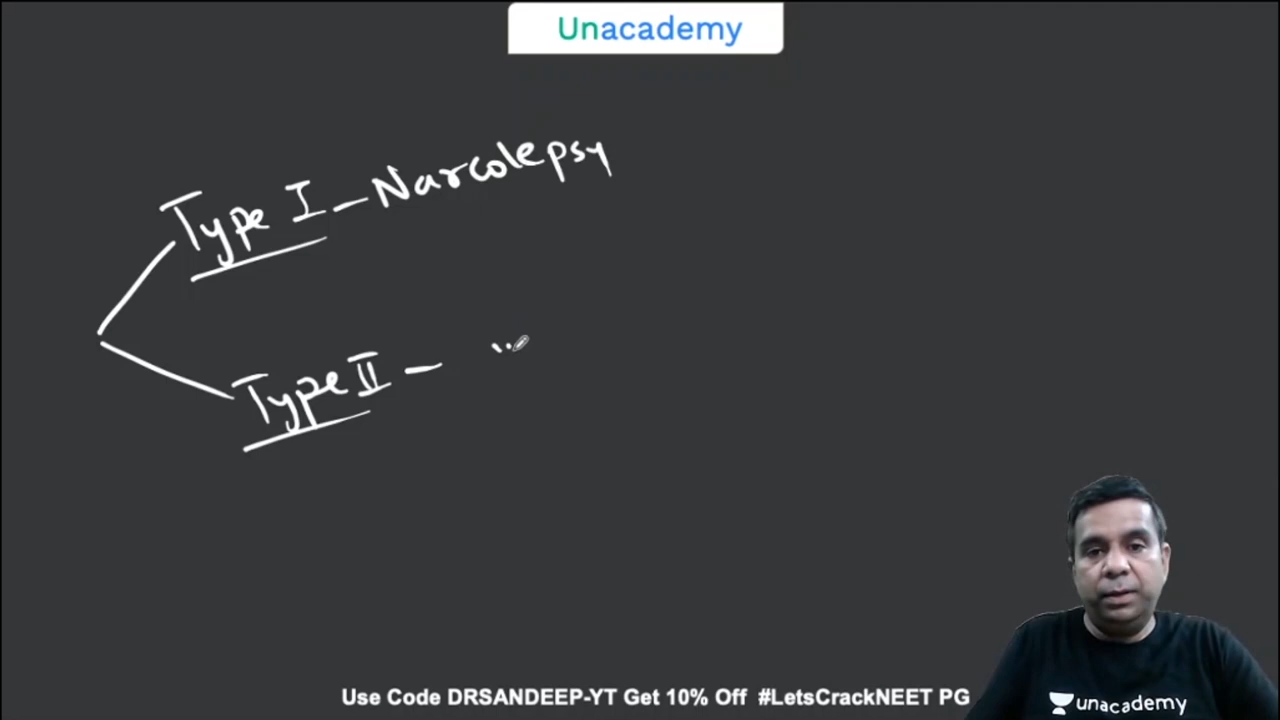 Unacademy
Type I - Narcolepsy
Type II - "
Use Code DRSANDEEP-YT Get 10% Off #LetsCrackNEET PG
unacademy